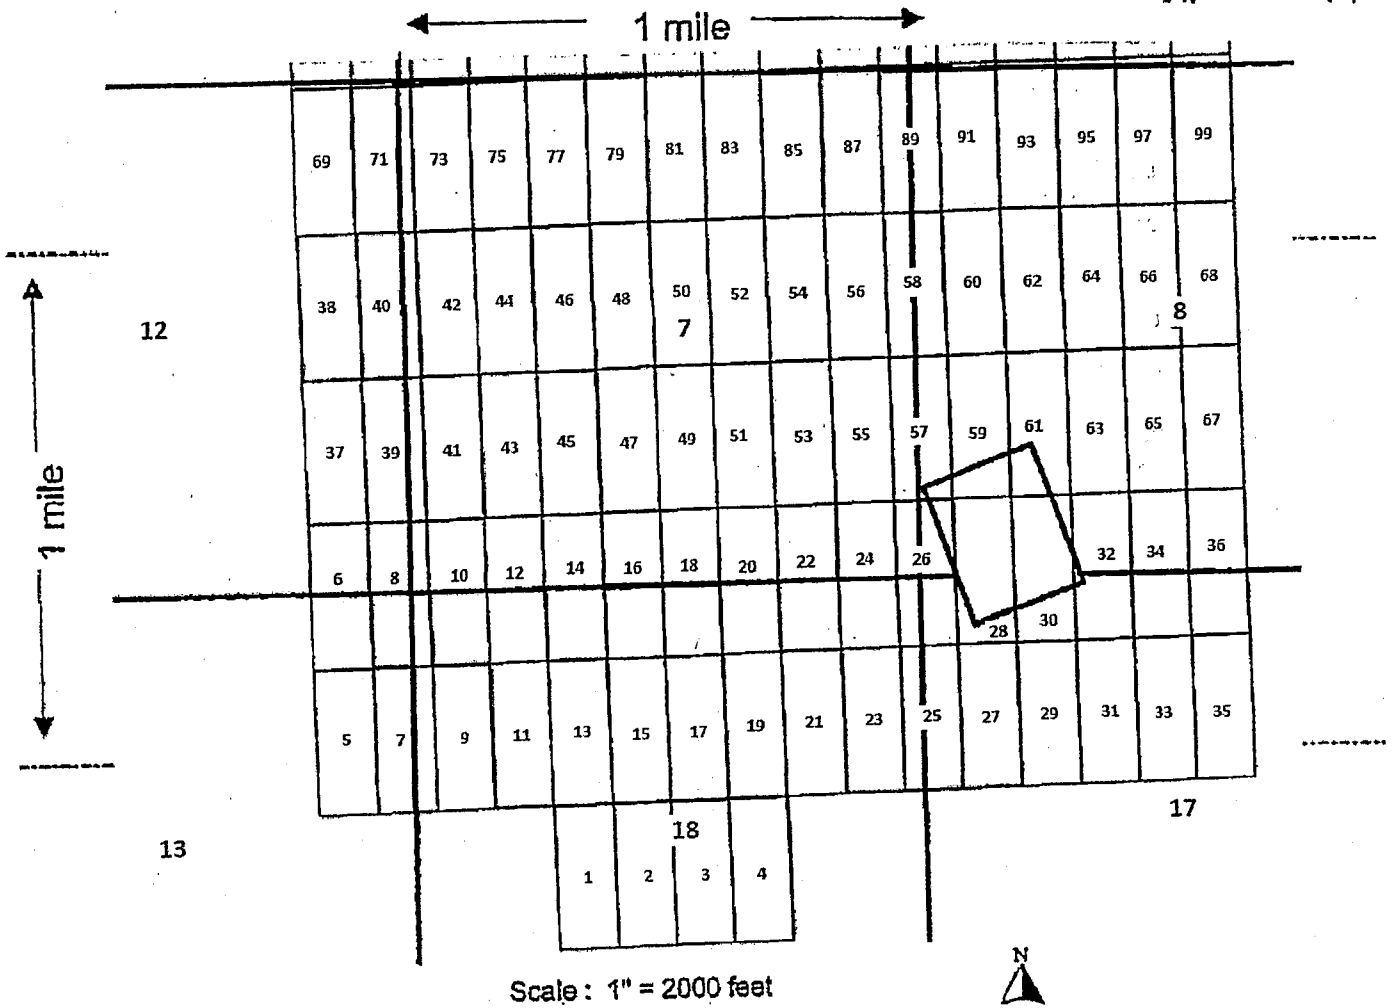 1 mile
69 71 73 75 77 79 81 83 85 87 89 91 93 95 97 99
38 40 42 44 46 48 50 52 54 56 58 60 62 64 66 68
12 7 8
37 39 41 43 45 47 49 51 53 55 57 59 61 63 65 67
1 mile
6 8 10 12 14 16 18 20 22 24 26 32 34 36
28 30
5 7 9 11 13 15 17 19 21 23 25 27 29 31 33 35
13 18 17
1 2 3 4
Scale : 1" = 2000 feet
N